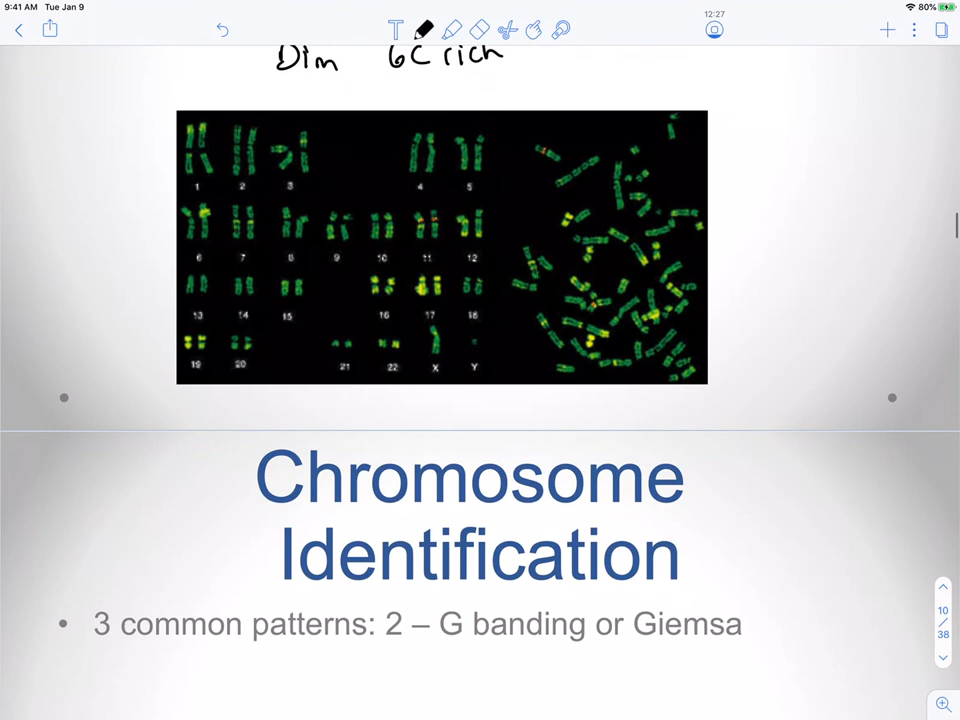 9:41 AM Tue Jan 9
80%
12:27
T
Dim GC rich
1 2 3 4 5
6 7 8 9 10 11 12
13 14 15 16 17 18
19 20 21 22 X Y
Chromosome
Identification
• 3 common patterns: 2 – G banding or Giemsa
10
/
38